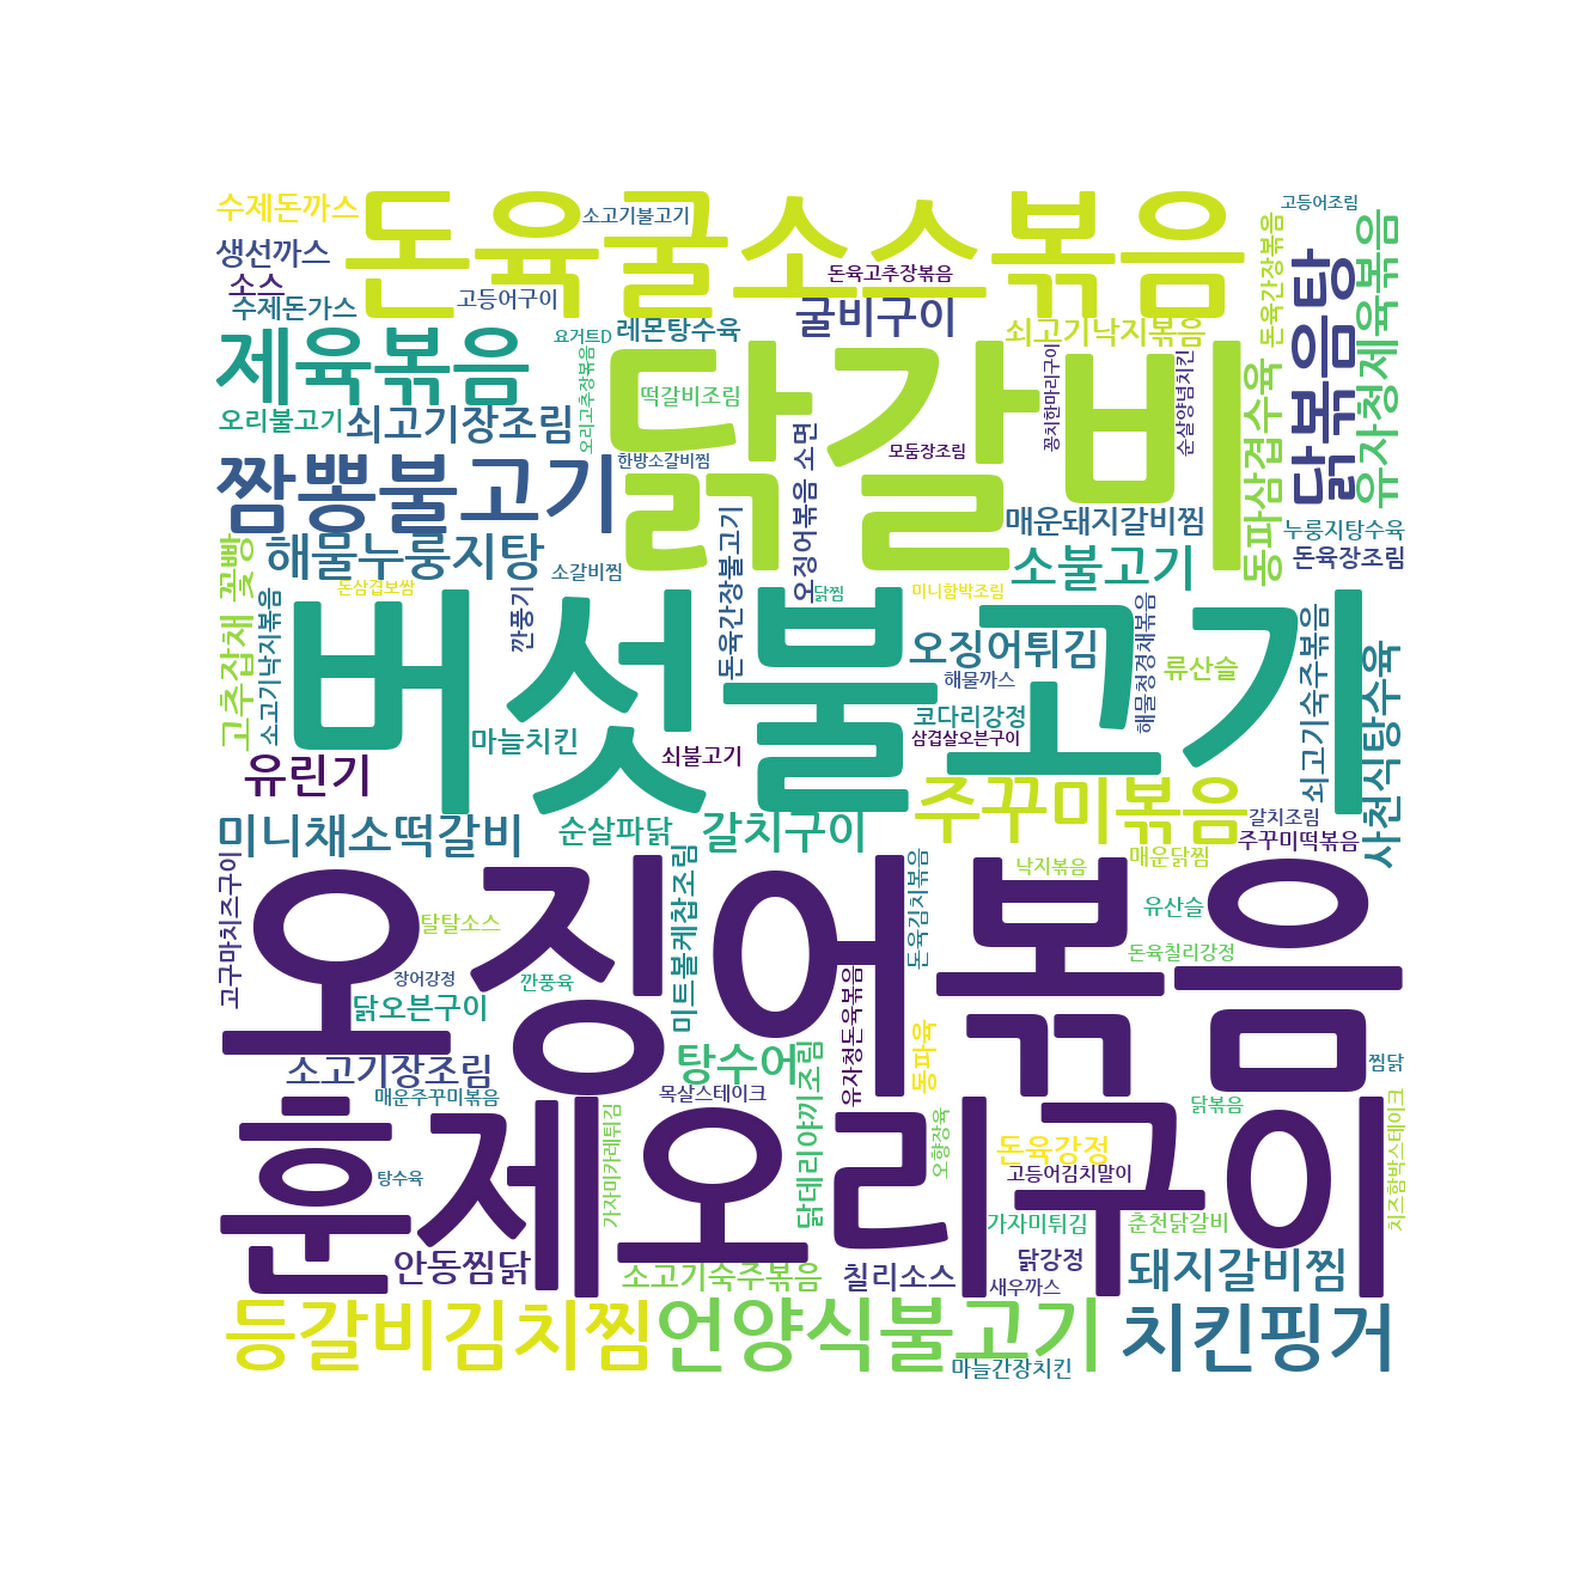 수제돈까스
돈육굴소스볶음
소고기불고기
고등어조림
생선까스
소스
수제돈가스
고등어구이
돈육고추장볶음
굴비구이
돈육간장볶음
닭볶음탕
유자청제육볶음
제육볶음
요거트D
레몬탕수육
쇠고기낙지볶음
닭갈비
오리고추장볶음
떡갈비조림
꽁치한마리구이
순살양념치킨
동파삼겹수육
오리불고기
쇠고기장조림
모둠장조림
한방소갈비찜
오징어볶음 소면
짬뽕불고기
매운돼지갈비찜
누룽지탕수육
돈육장조림
해물누룽지탕
소갈비찜
돈육간장불고기
소불고기
고추잡채 꽃빵
돈삼겹보쌈
닭찜
미니함박조림
버섯불고기
소고기낙지볶음
깐풍기
오징어튀김
해물청경채볶음
류산슬
쇠고기숙주볶음
사천식탕수육
해물까스
코다리강정
삼겹살오븐구이
마늘치킨
쇠불고기
유린기
미니채소떡갈비
순살파닭
갈치구이
주꾸미볶음
갈치조림
주꾸미떡볶음
매운닭찜
고구마치즈구이
오징어볶음
미트볼케찹조림
돈육김치볶음
낙지볶음
유산슬
탈탈소스
돈육칠리강정
장어강정
깐풍육
닭오븐구이
유자청돈육볶음
동파육
소고기장조림
탕수어
닭데리야끼조림
찜닭
매운주꾸미볶음
목살스테이크
닭볶음
훈제오리구이
가자미카레튀김
오향장육
돈육강정
고등어김치말이
치즈함박스테이크
탕수육
가자미튀김
춘천닭갈비
안동찜닭
소고기숙주볶음
칠리소스
닭강정
새우까스
돼지갈비찜
등갈비김치찜
언양식불고기
치킨핑거
마늘간장치킨